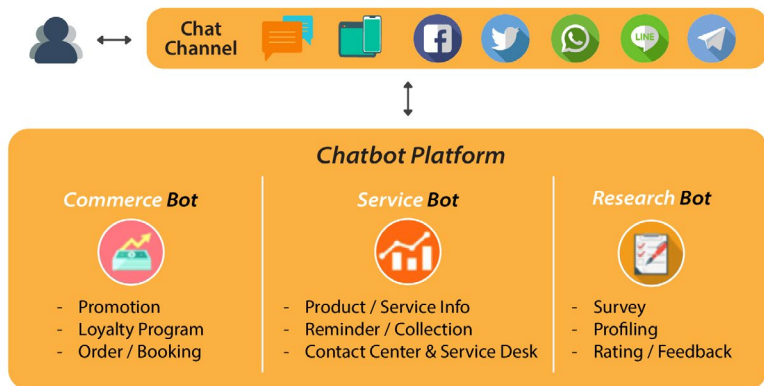 Chat
Channel
LINE
Chatbot Platform
Commerce Bot
Service Bot
Research Bot
- Promotion
- Loyalty Program
- Order / Booking
- Product / Service Info
- Reminder / Collection
- Contact Center & Service Desk
- Survey
- Profiling
- Rating / Feedback